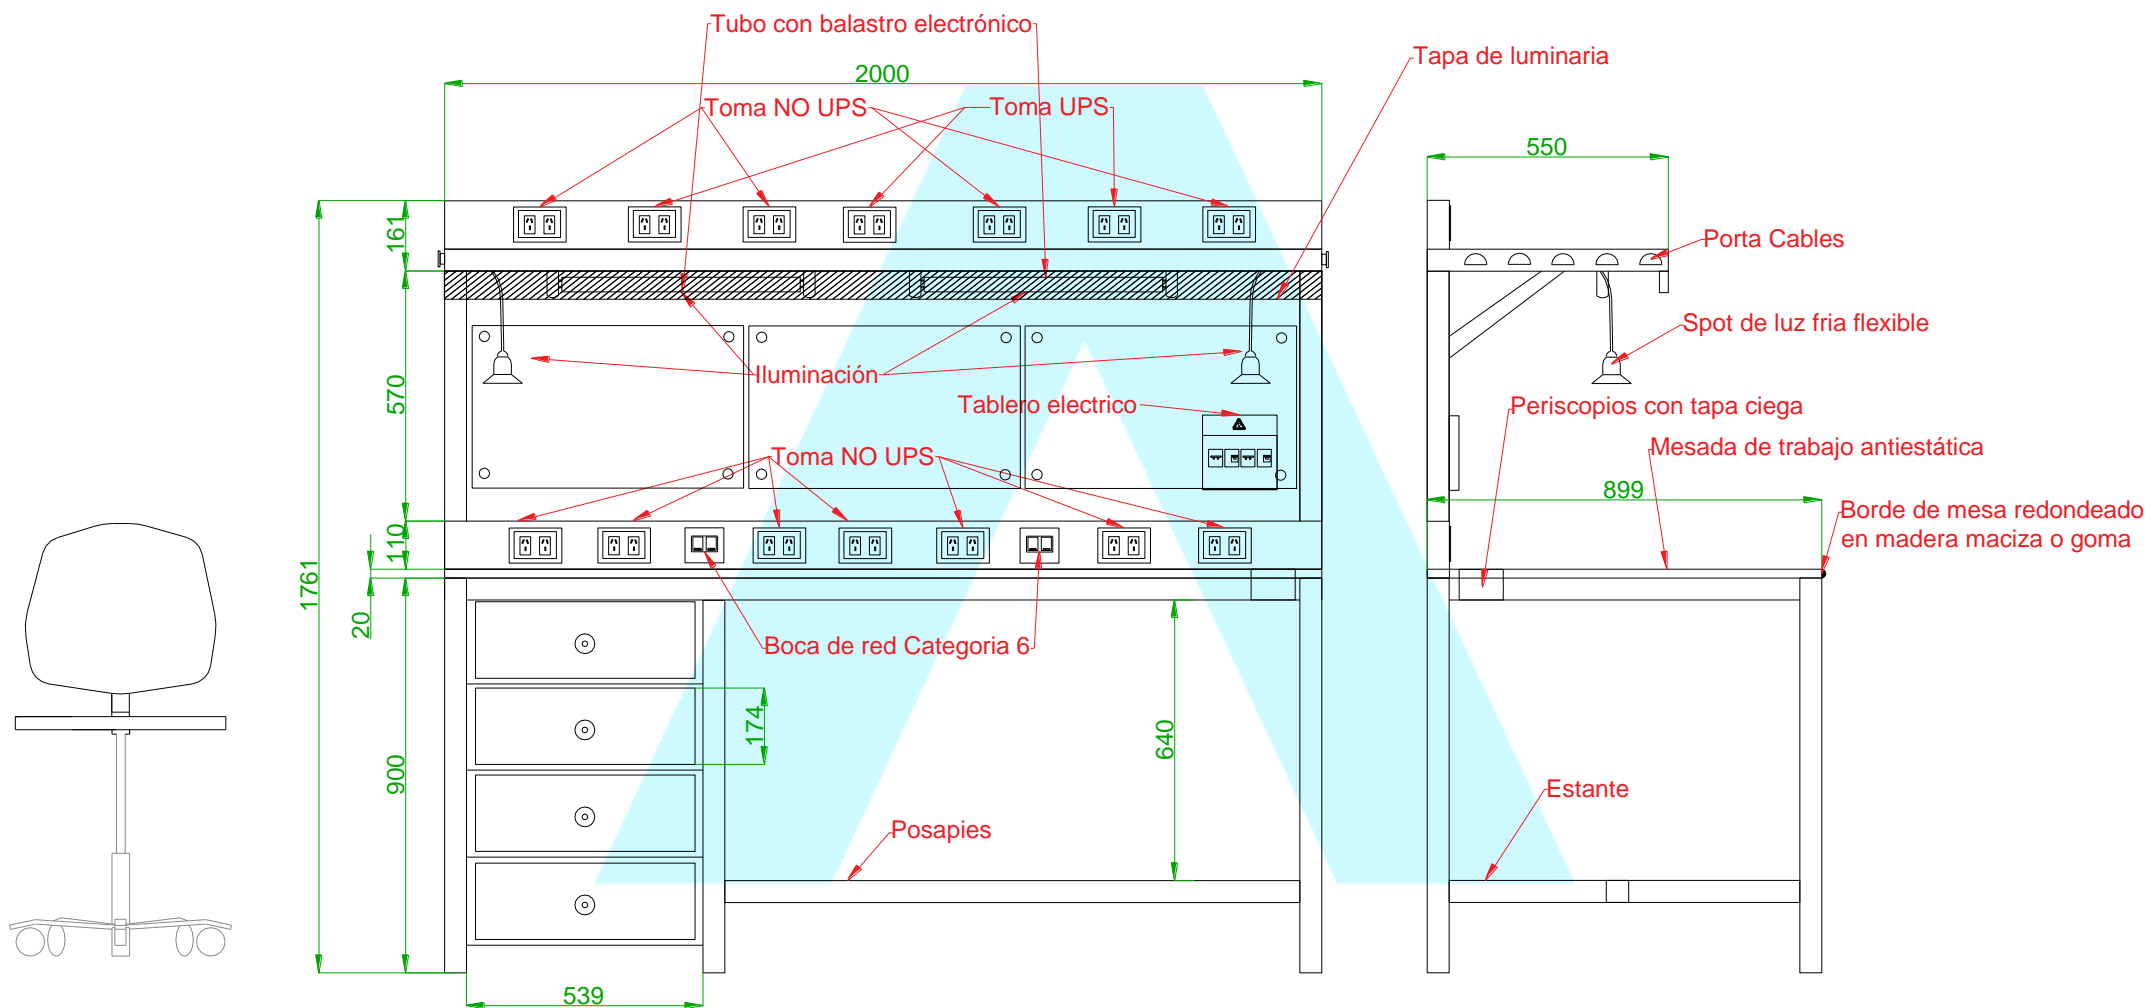 Tubo con balastro electrónico
Tapa de luminaria
2000
Toma NO UPS
Toma UPS
550
161
Porta Cables
Spot de luz fria flexible
Iluminación
570
Tablero electrico
Periscopios con tapa ciega
Mesada de trabajo antiestática
Toma NO UPS
899
Borde de mesa redondeado
en madera maciza o goma
110
1761
20
Boca de red Categoria 6
174
640
900
Estante
Posapies
539